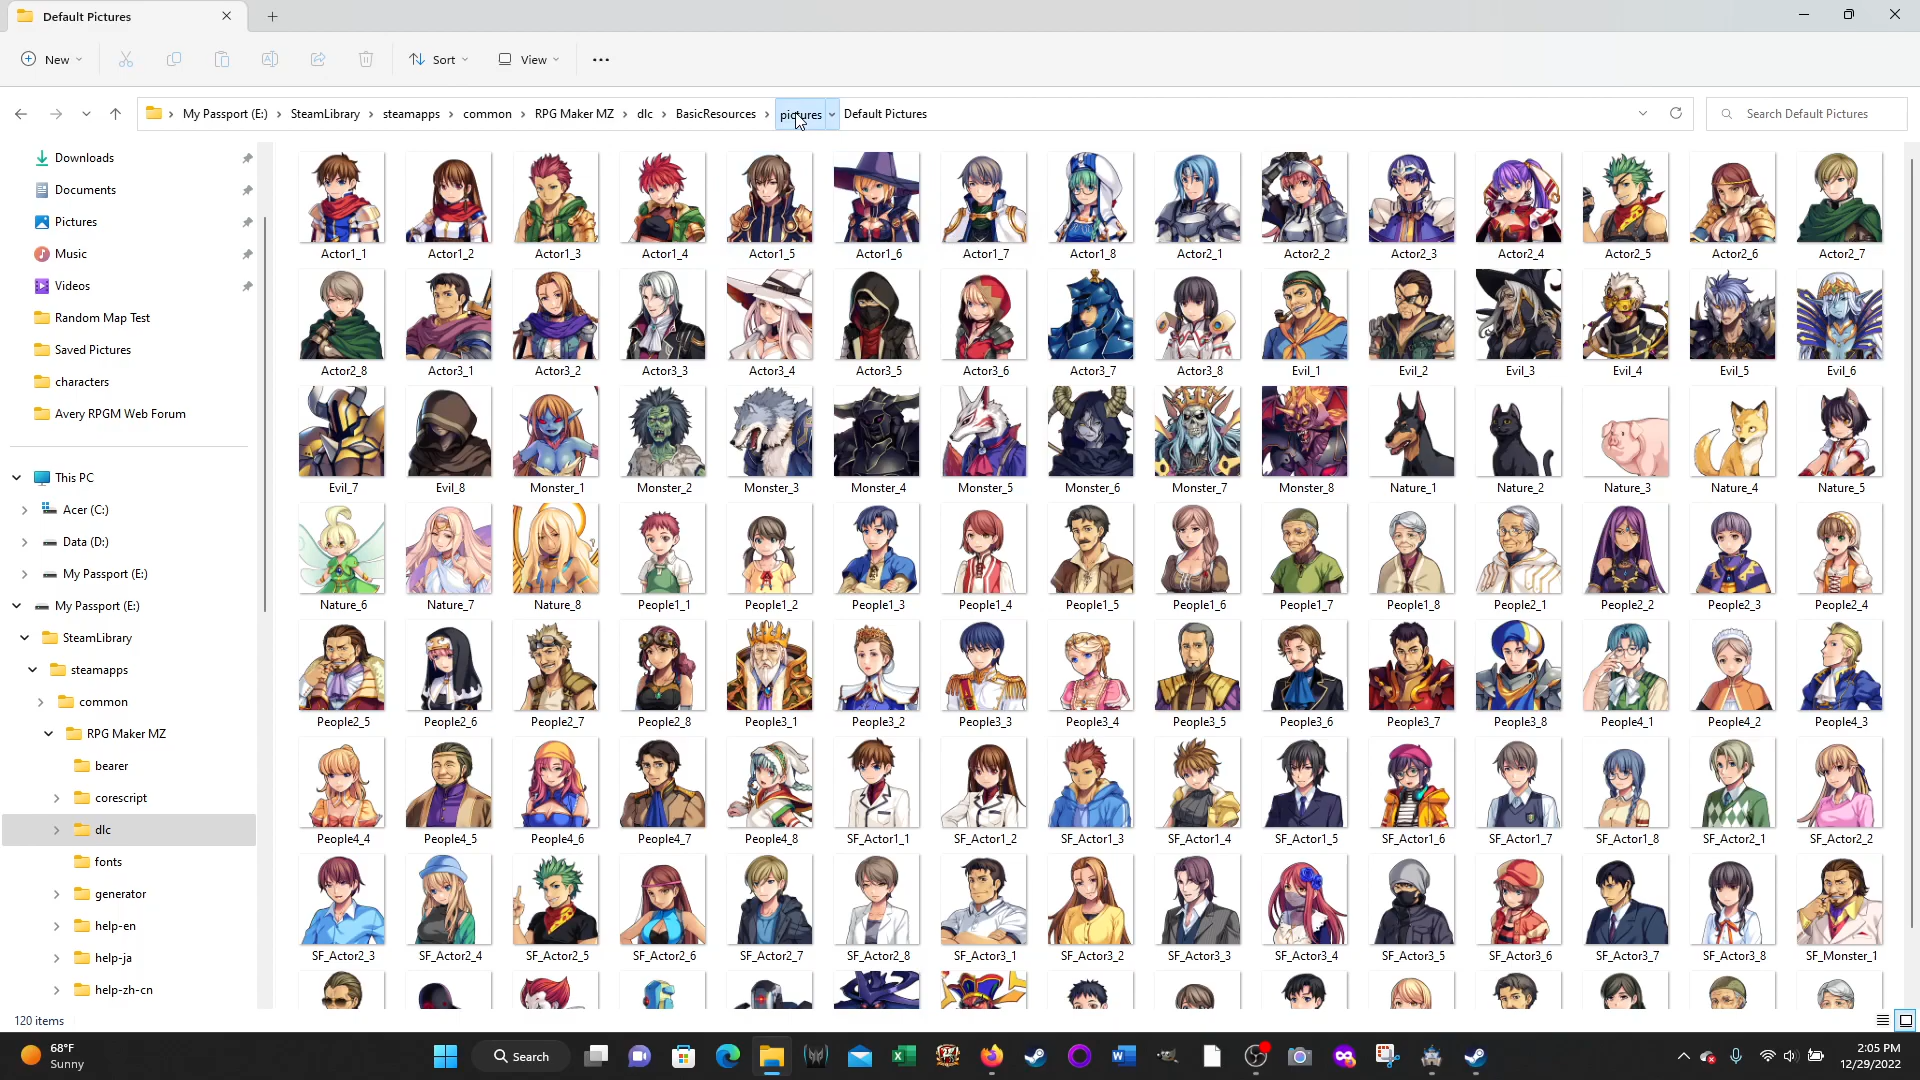 Default Pictures
New
Sort
View
My Passport (E:) > SteamLibrary > steamapps > common > RPG Maker MZ > dlc > BasicResources > pictures Default Pictures
Search Default Pictures
Downloads
Documents
Pictures
Music
Videos
Random Map Test
Saved Pictures
characters
Avery RPGM Web Forum
This PC
Acer (C:)
Data (D:)
My Passport (E:)
My Passport (E:)
SteamLibrary
steamapps
common
RPG Maker MZ
bearer
corescript
dlc
fonts
generator
help-en
help-ja
help-zh-cn
Actor1_1 Actor1_2 Actor1_3 Actor1_4 Actor1_5 Actor1_6 Actor1_7 Actor1_8 Actor2_1 Actor2_2 Actor2_3 Actor2_4 Actor2_5 Actor2_6 Actor2_7
Actor2_8 Actor3_1 Actor3_2 Actor3_3 Actor3_4 Actor3_5 Actor3_6 Actor3_7 Actor3_8 Evil_1 Evil_2 Evil_3 Evil_4 Evil_5 Evil_6
Evil_7 Evil_8 Monster_1 Monster_2 Monster_3 Monster_4 Monster_5 Monster_6 Monster_7 Monster_8 Nature_1 Nature_2 Nature_3 Nature_4 Nature_5
Nature_6 Nature_7 Nature_8 People1_1 People1_2 People1_3 People1_4 People1_5 People1_6 People1_7 People1_8 People2_1 People2_2 People2_3 People2_4
People2_5 People2_6 People2_7 People2_8 People3_1 People3_2 People3_3 People3_4 People3_5 People3_6 People3_7 People3_8 People4_1 People4_2 People4_3
People4_4 People4_5 People4_6 People4_7 People4_8 SF_Actor1_1 SF_Actor1_2 SF_Actor1_3 SF_Actor1_4 SF_Actor1_5 SF_Actor1_6 SF_Actor1_7 SF_Actor1_8 SF_Actor2_1 SF_Actor2_2
SF_Actor2_3 SF_Actor2_4 SF_Actor2_5 SF_Actor2_6 SF_Actor2_7 SF_Actor2_8 SF_Actor3_1 SF_Actor3_2 SF_Actor3_3 SF_Actor3_4 SF_Actor3_5 SF_Actor3_6 SF_Actor3_7 SF_Actor3_8 SF_Monster_1
120 items
68°F
Sunny
Search
2:05 PM
12/29/2022